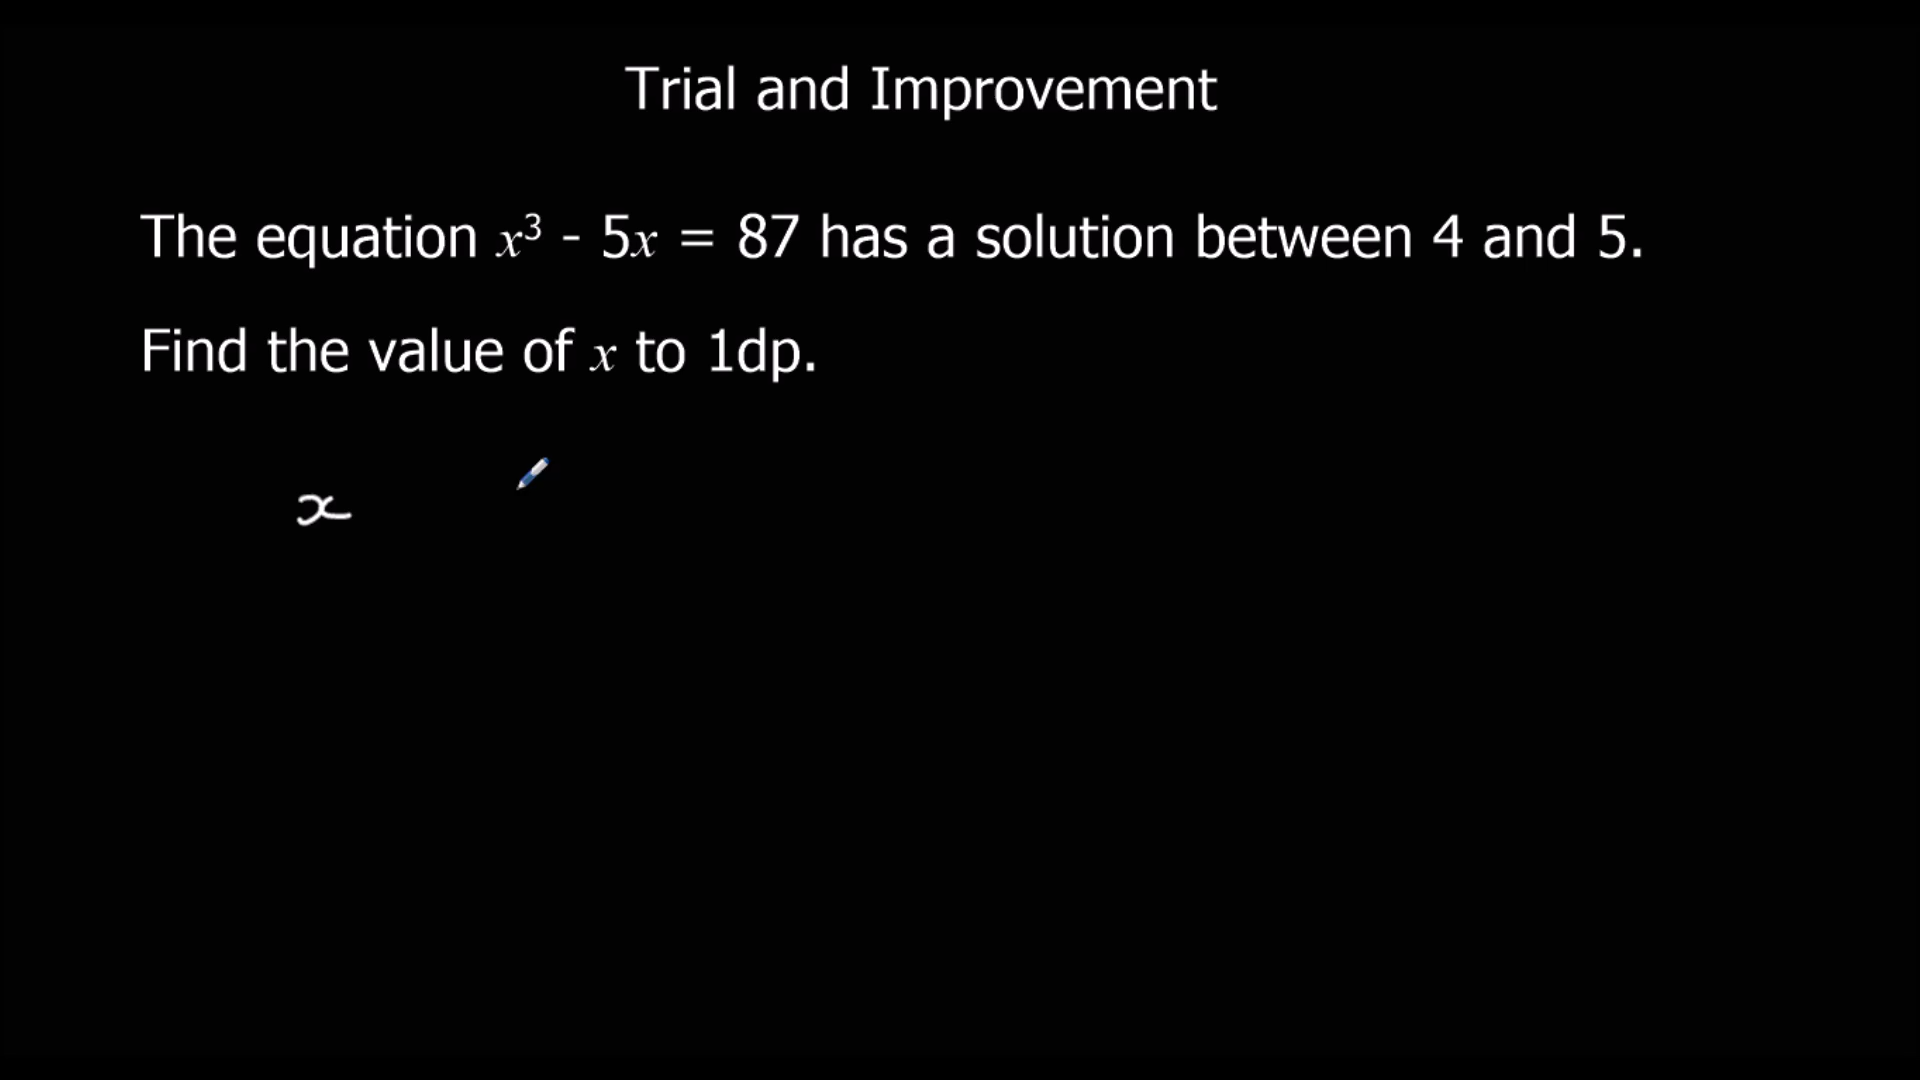 Trial and Improvement
The equation x³ - 5x = 87 has a solution between 4 and 5.
Find the value of x to 1dp.
x